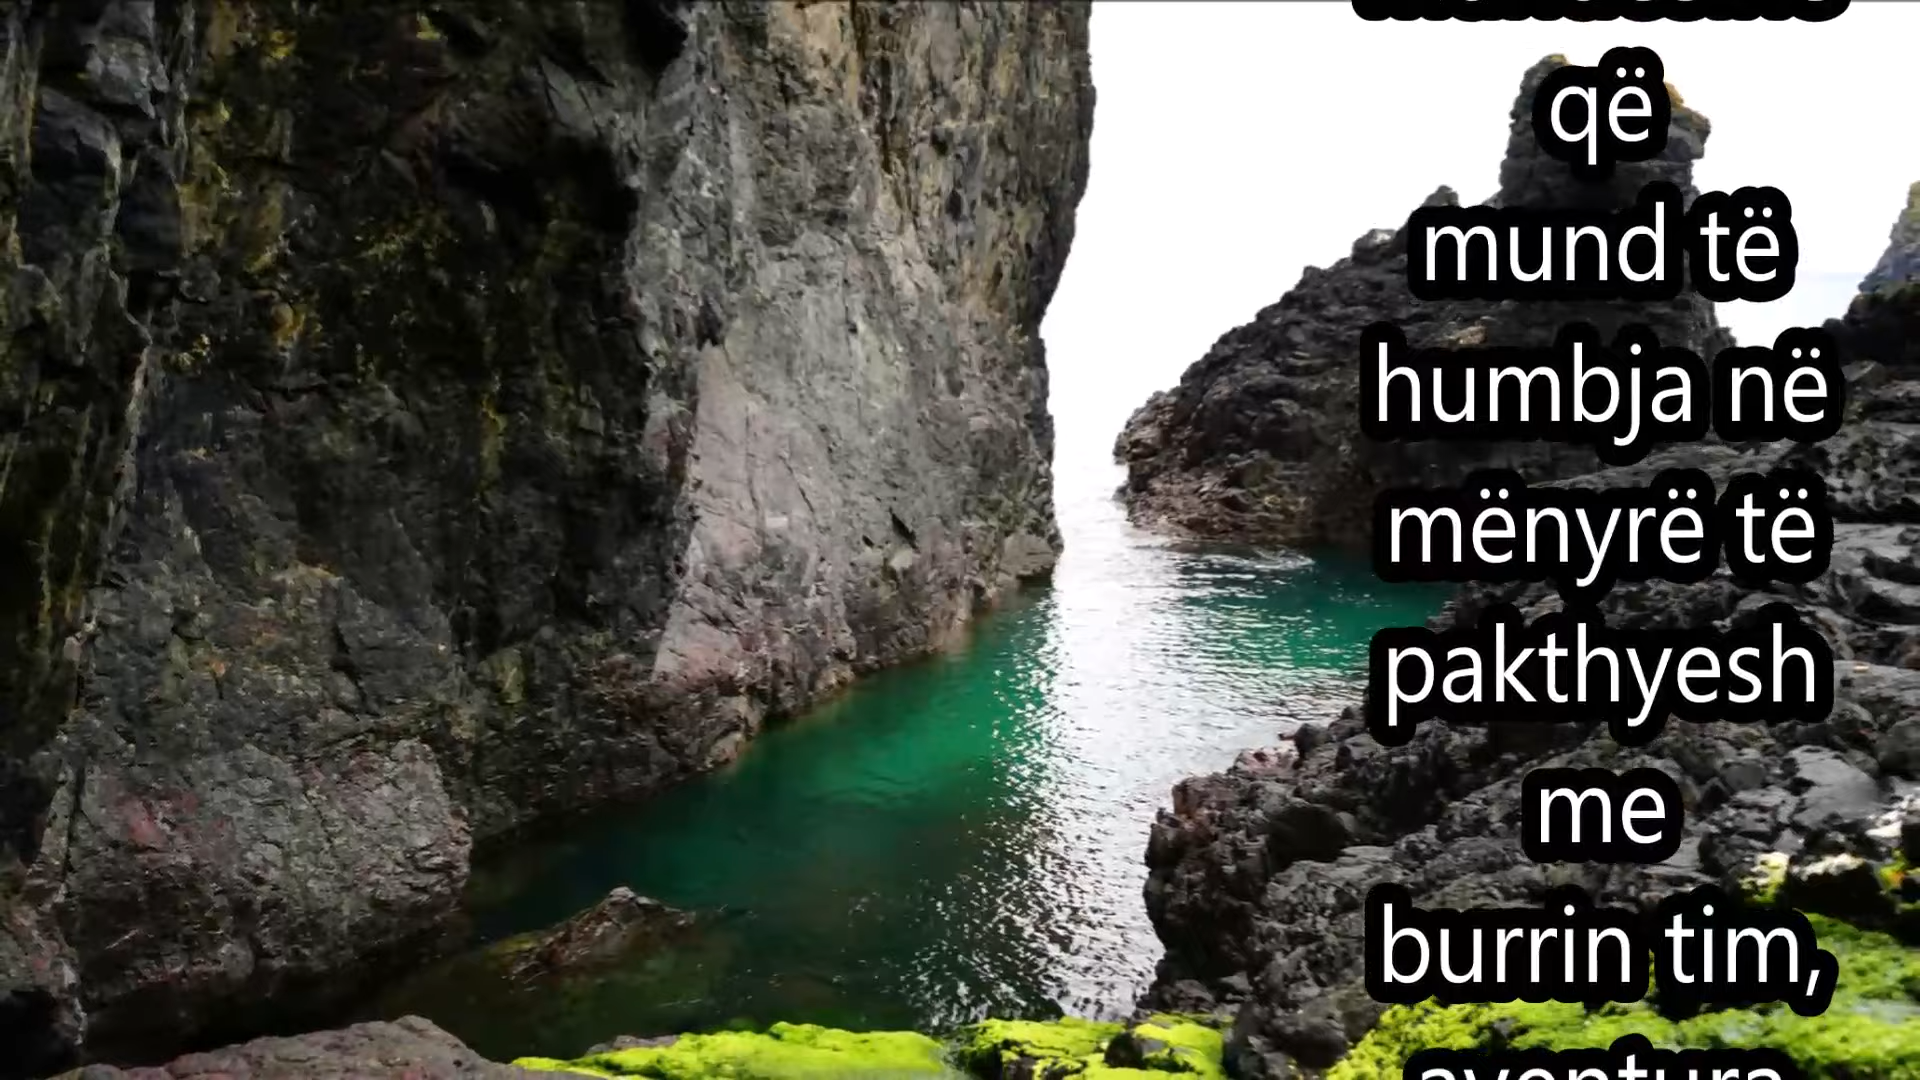 që
mund të
humbja në
mënyrë të
pakthyesh
me
burrin tim,
aventura